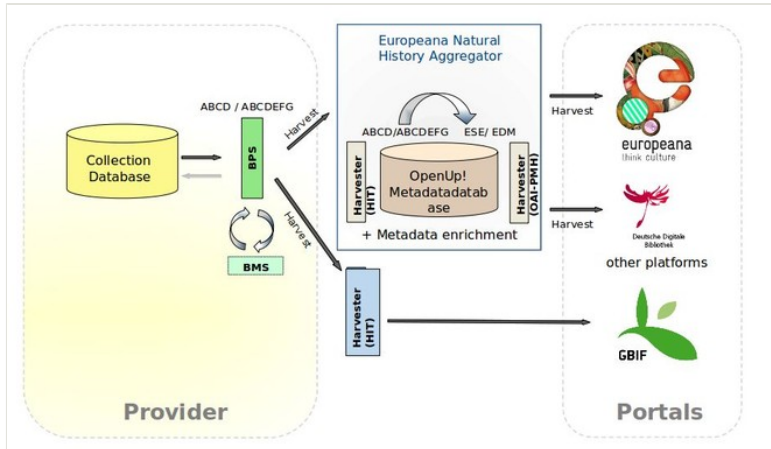 Europeana Natural
History Aggregator
ABCD / ABCDEFG
Harvest
Collection
Database
BPS
ABCD/ABCDEFG
ESE/ EDM
Harvester
(HIT)
OpenUp!
Metadatadatab
ase
Harvester
(OAI-PMH)
+ Metadata enrichment
Harvest
europeana
think culture
Harvest
BMS
Harvest
Deutsche Digitale
Bibliothek
other platforms
Harvester
(HIT)
GBIF
Provider
Portals